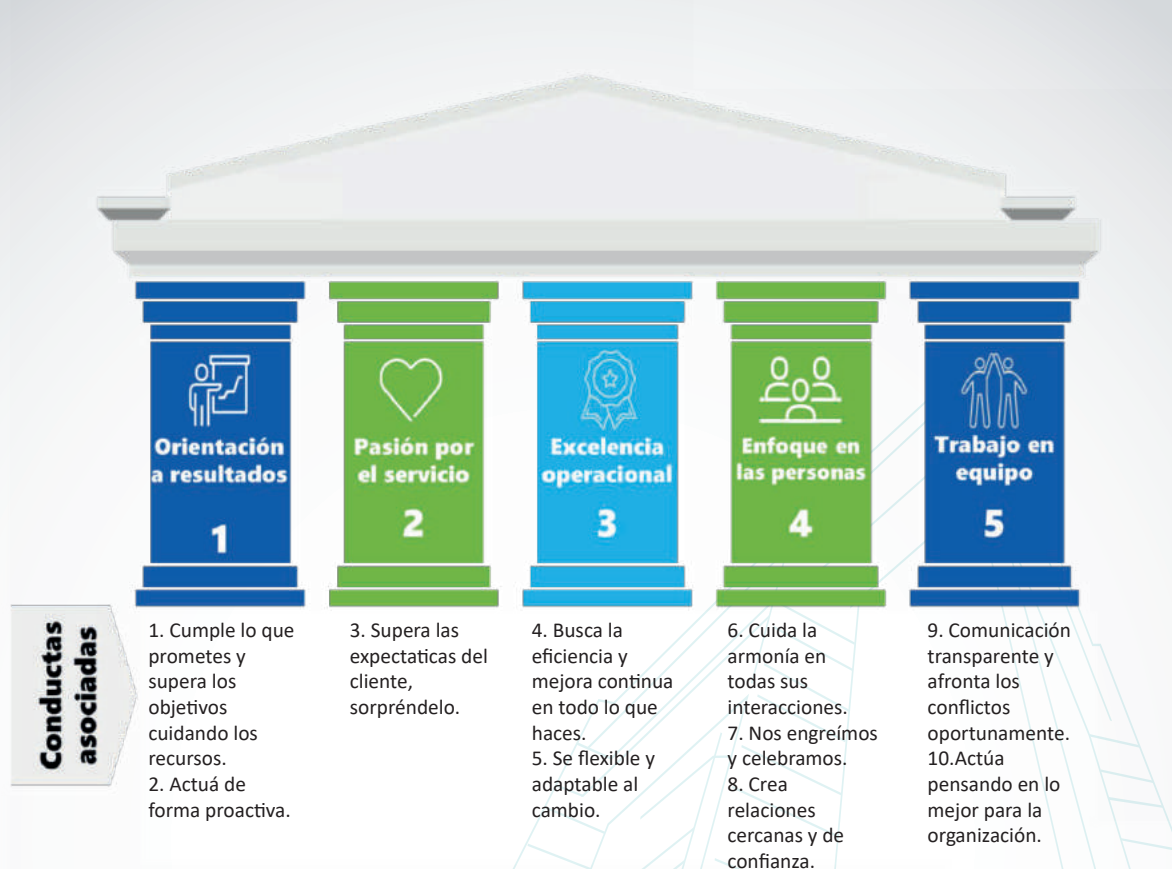 Orientación
a resultados
1
Pasión por
el servicio
2
Excelencia
operacional
3
Enfoque en
las personas
4
Trabajo en
equipo
5
Conductas
asociadas
1. Cumple lo que
prometes y
supera los
objetivos
cuidando los
recursos.
2. Actuá de
forma proactiva.
3. Supera las
expectaticas del
cliente,
sorpréndelo.
4. Busca la
eficiencia y
mejora continua
en todo lo que
haces.
5. Se flexible y
adaptable al
cambio.
6. Cuida la
armonía en
todas sus
interacciones.
7. Nos engreímos
y celebramos.
8. Crea
relaciones
cercanas y de
confianza.
9. Comunicación
transparente y
afronta los
conflictos
oportunamente.
10.Actúa
pensando en lo
mejor para la
organización.